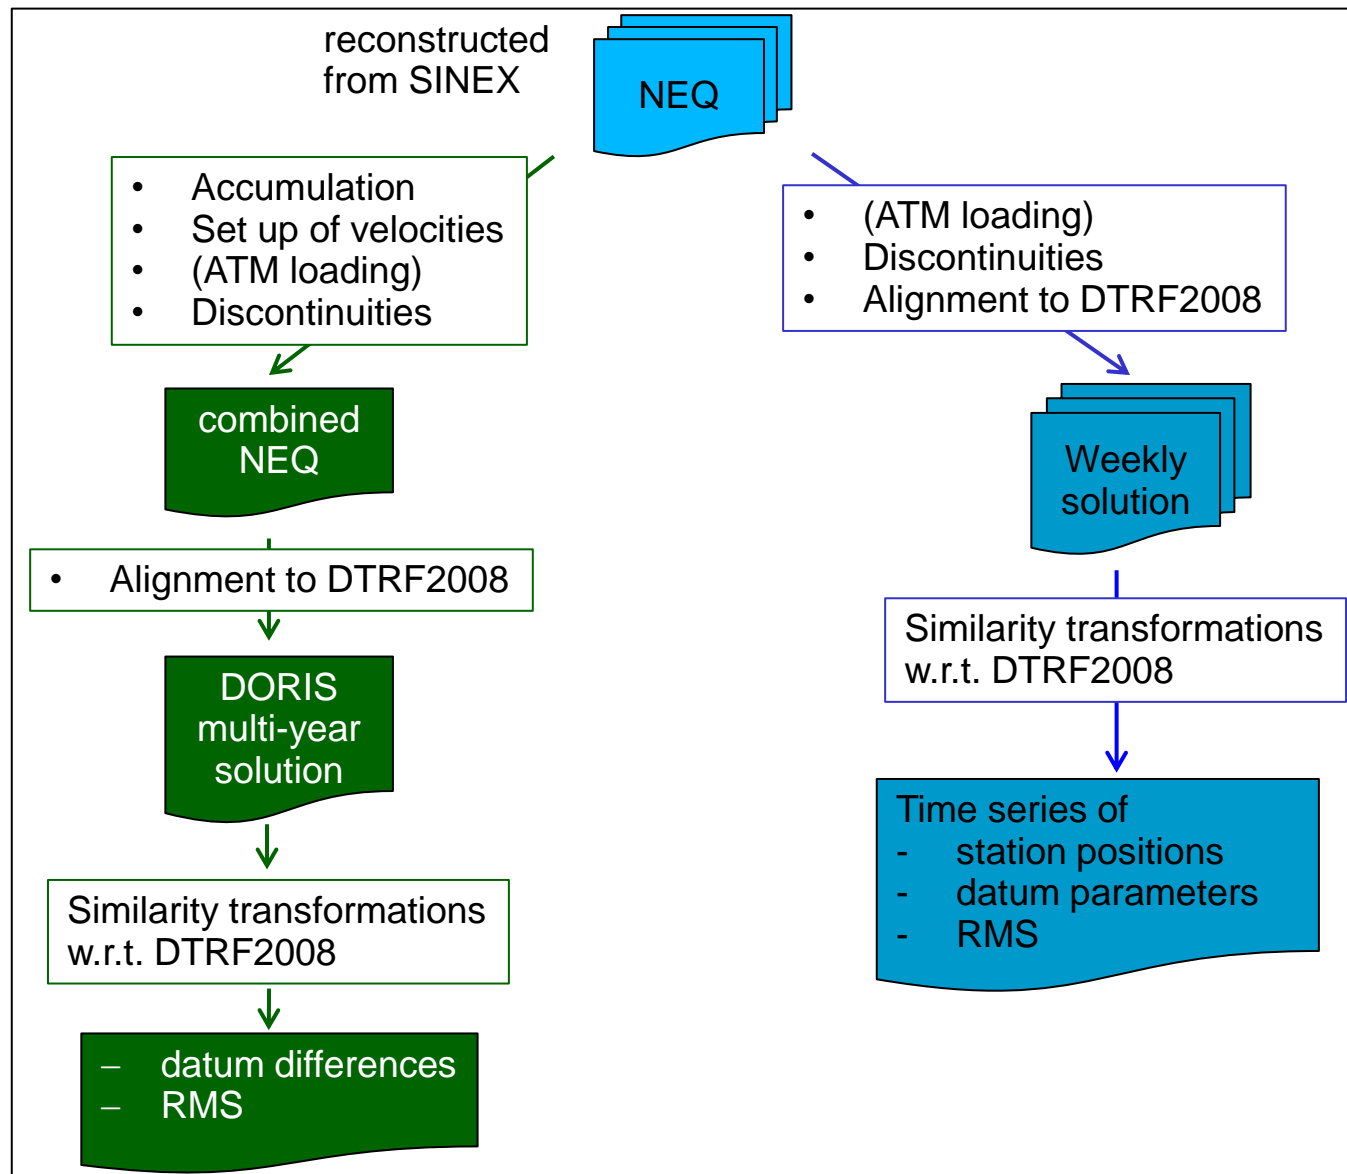 reconstructed
from SINEX
NEQ
• Accumulation
• Set up of velocities
• (ATM loading)
• Discontinuities
• (ATM loading)
• Discontinuities
• Alignment to DTRF2008
combined
NEQ
Weekly
solution
• Alignment to DTRF2008
Similarity transformations
w.r.t. DTRF2008
DORIS
multi-year
solution
Time series of
- station positions
- datum parameters
- RMS
Similarity transformations
w.r.t. DTRF2008
– datum differences
– RMS